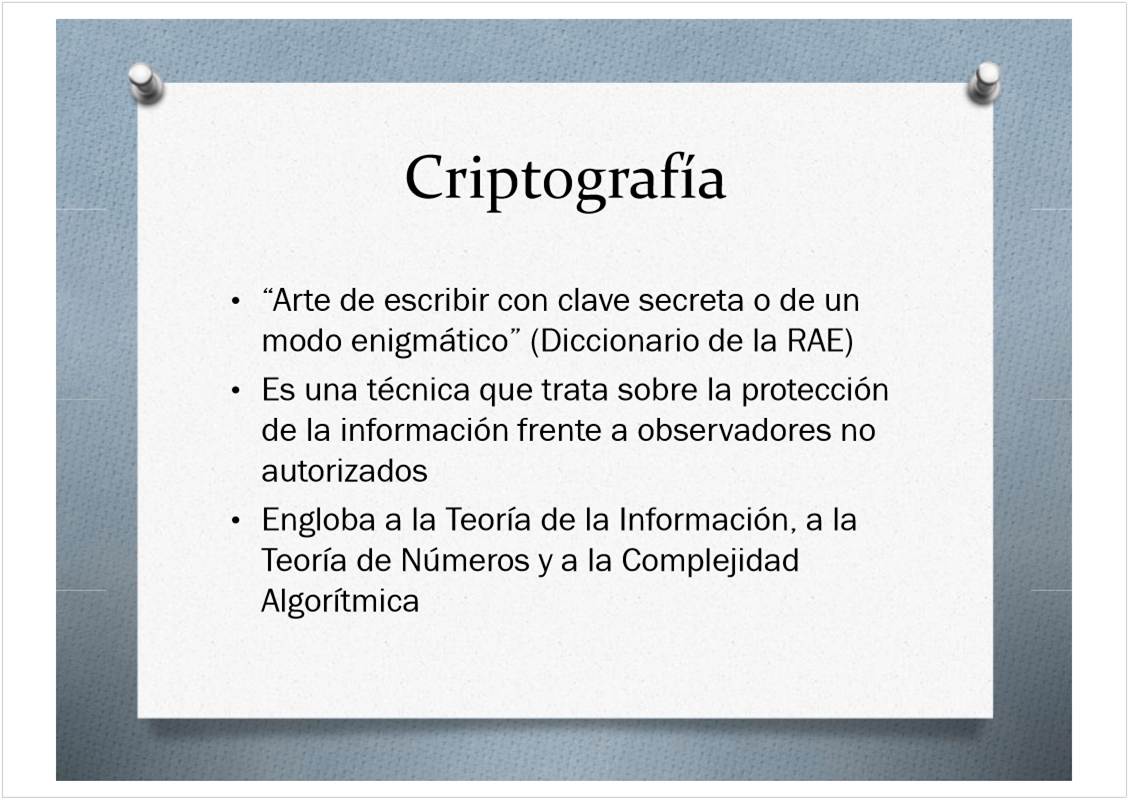 Criptografía
• “Arte de escribir con clave secreta o de un
modo enigmático” (Diccionario de la RAE)
• Es una técnica que trata sobre la protección
de la información frente a observadores no
autorizados
• Engloba a la Teoría de la Información, a la
Teoría de Números y a la Complejidad
Algorítmica